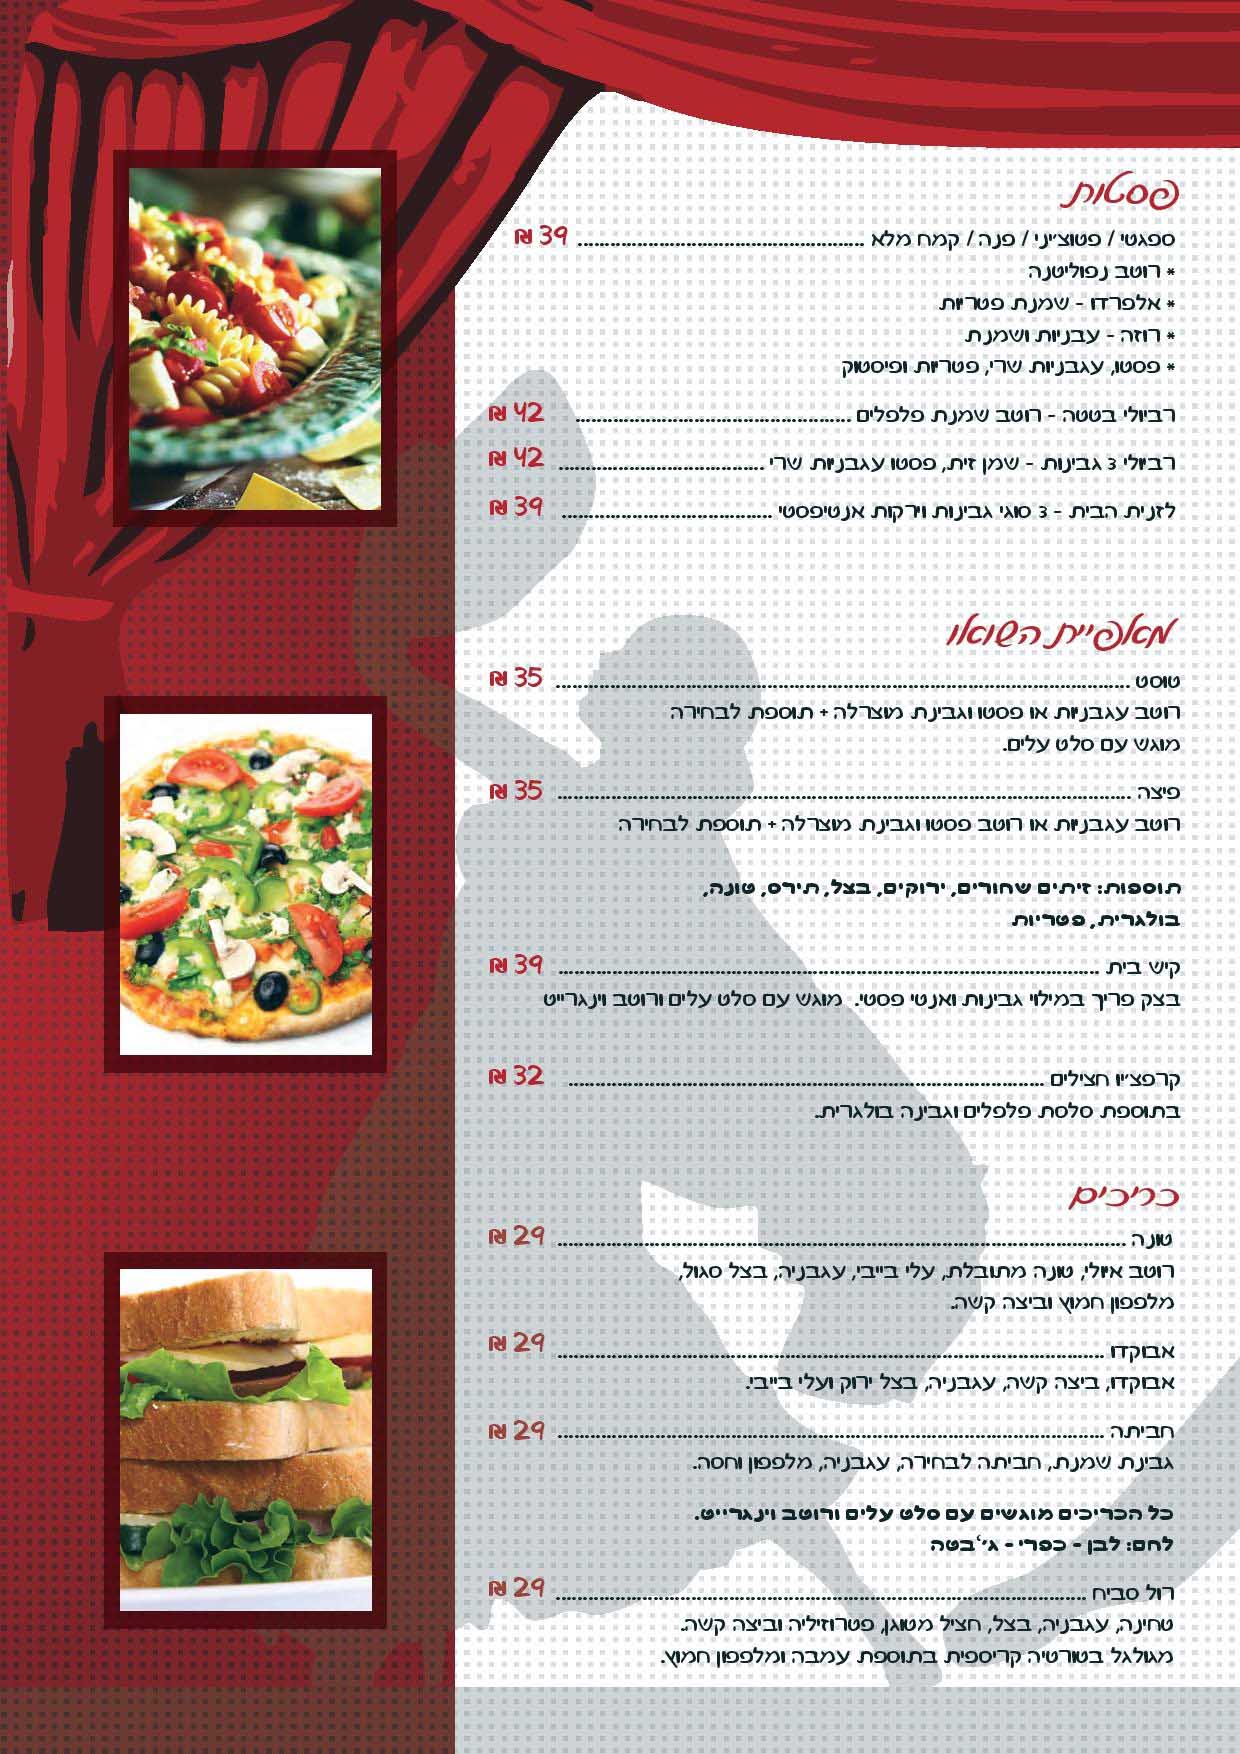 פסטות
ספגטי / פטוצ'יני / פנה / קמח מלא ........ 39 ₪
* רוטב נפוליטנה
* אלפרדו - שמנת פטריות
* רוזה - עבניות ושמנת
* פסטו, עגבניות שרי, פטריות ופיסטוק
רביולי בטטה - רוטב שמנת פלפלים ........ 42 ₪
רביולי 3 גבינות - שמן זית, פסטו עגבניות שרי ........ 42 ₪
לזנית הבית - 3 סוגי גבינות וירקות אנטיפסטי ........ 39 ₪
מאפיית השואו
טוסט ........ 35 ₪
רוטב עגבניות או פסטו וגבינת מוצרלה + תוספת לבחירה
מוגש עם סלט עלים.
פיצה ........ 35 ₪
רוטב עגבניות או רוטב פסטו וגבינת מוצרלה + תוספת לבחירה
תוספות: זיתים שחורים, ירוקים, בצל, תירס, טונה,
בולגרית, פטריות
קיש בית ........ 39 ₪
בצק פריך במילוי גבינות ואנטי פסטי. מוגש עם סלט עלים ורוטב וינגרייט
קרפצ'יו חצילים ........ 32 ₪
בתוספת סלסת פלפלים וגבינה בולגרית.
כריכים
טונה ........ 29 ₪
רוטב איולי, טונה מתובלת, עלי בייבי, עגבניה, בצל סגול,
מלפפון חמוץ וביצה קשה.
אבוקדו ........ 29 ₪
אבוקדו, ביצה קשה, עגבניה, בצל ירוק ועלי בייבי.
חביתה ........ 29 ₪
גבינת שמנת, חביתה לבחירה, עגבניה, מלפפון וחסה.
כל הכריכים מוגשים עם סלט עלים ורוטב וינגרייט.
לחם: לבן - כפרי - ג'בטה
רול סביח ........ 29 ₪
טחינה, עגבניה, בצל, חציל מטוגן, פטרוזיליה וביצה קשה.
מגולגל בטורטיה קריספית בתוספת עמבה ומלפפון חמוץ.